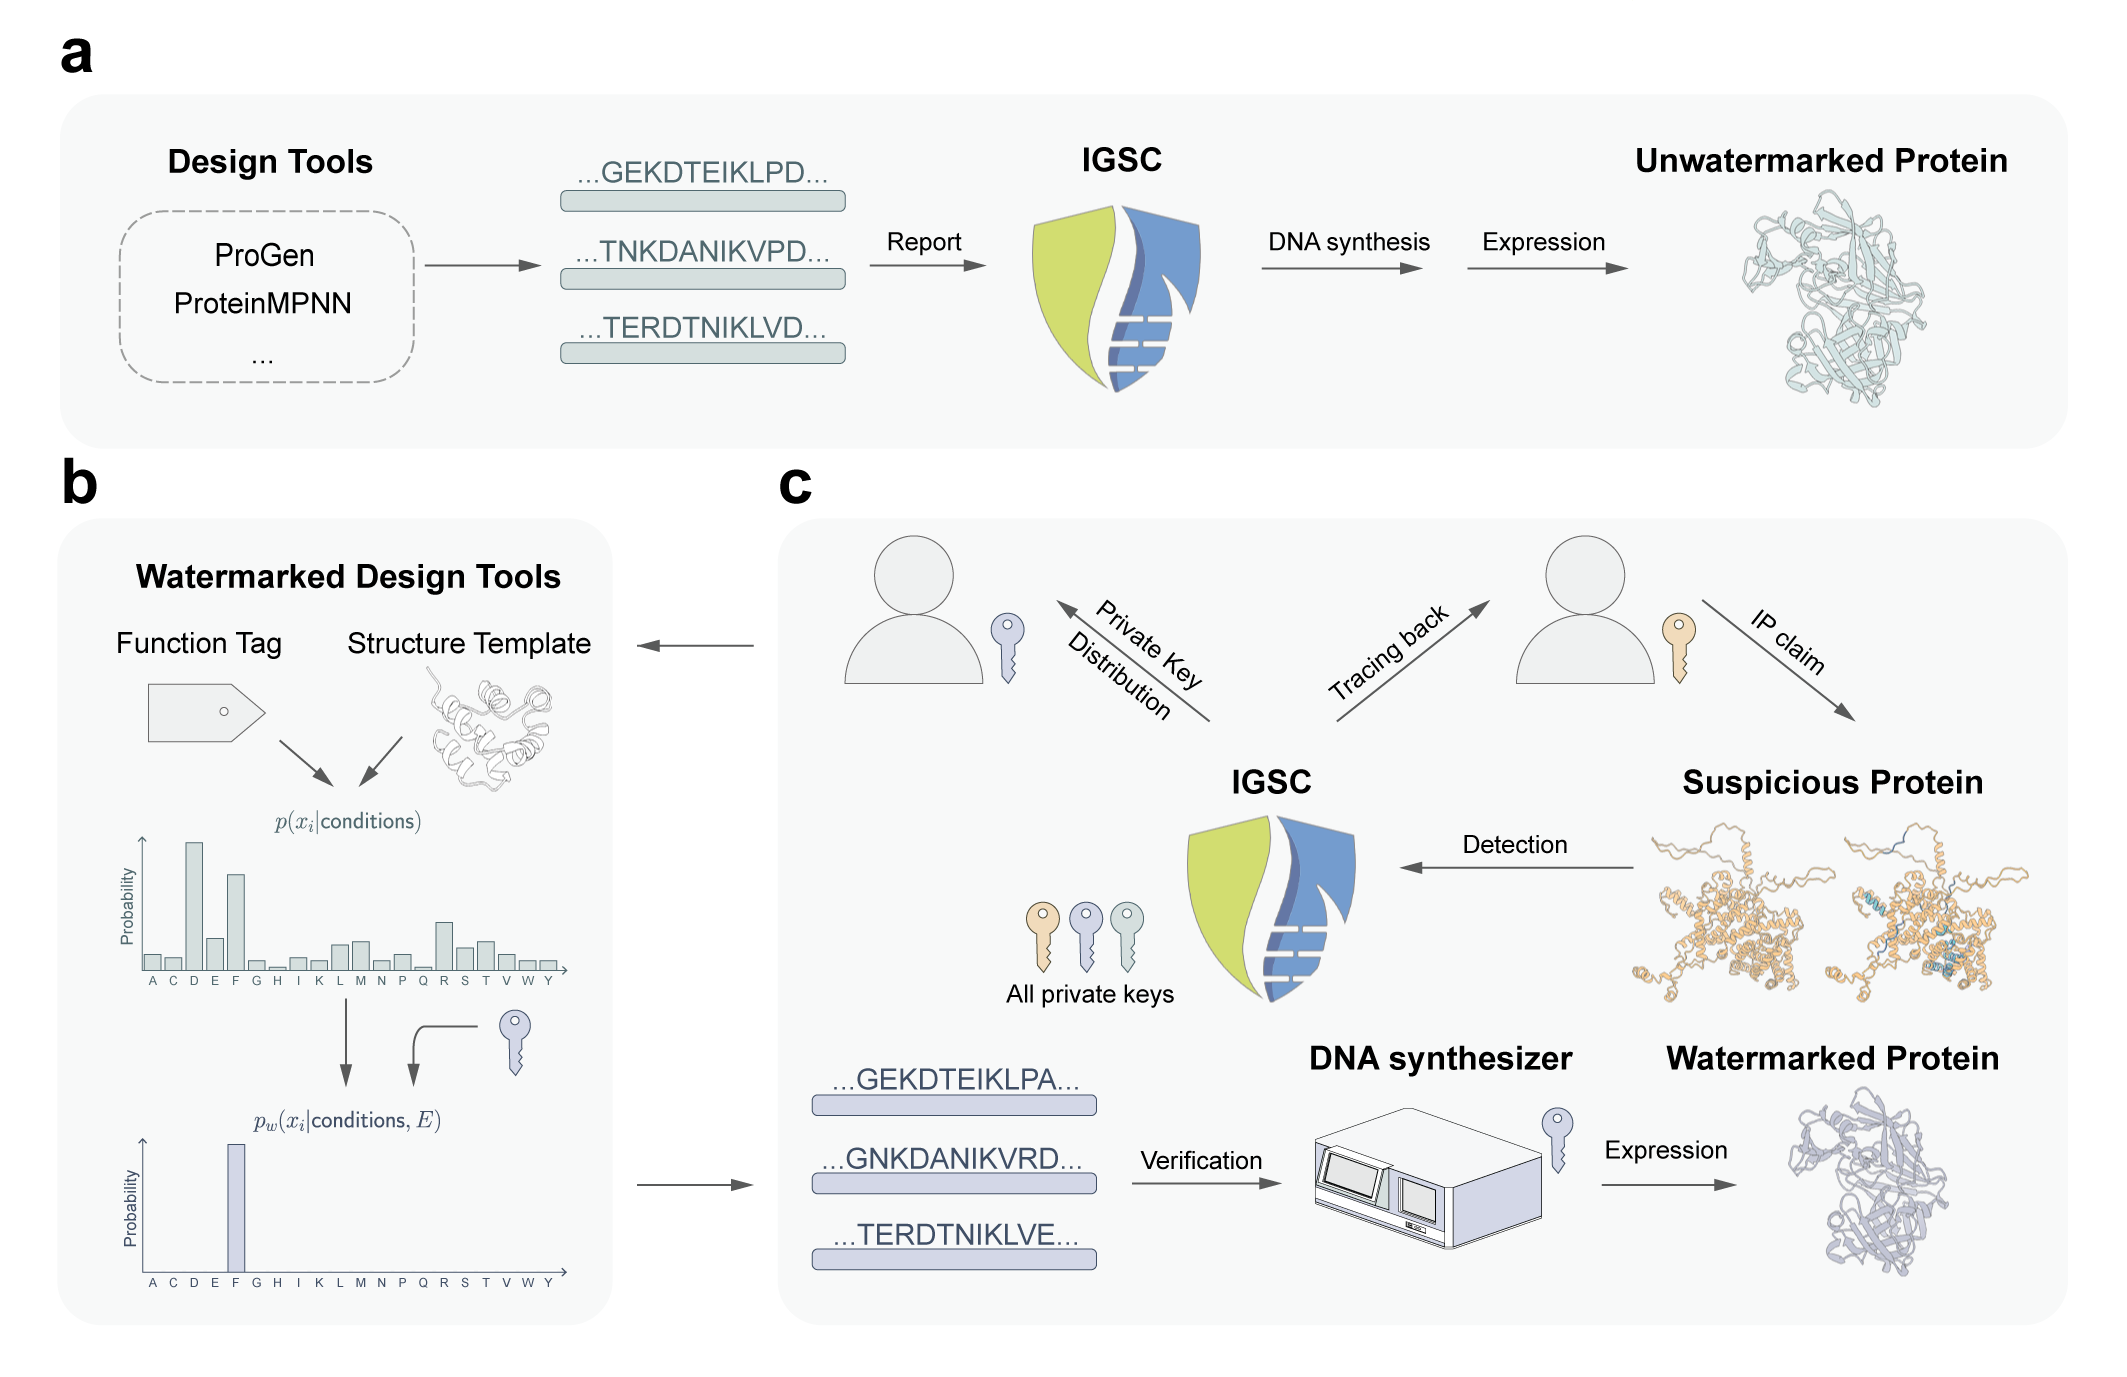 a
Design Tools
ProGen
ProteinMPNN
...
...GEKDTEIKLPD...
...TNKDANIKVPD...
...TERDTNIKLVD...
Report
IGSC
DNA synthesis
Expression
Unwatermarked Protein
b
Watermarked Design Tools
Function Tag
Structure Template
p(x_i|conditions)
Probability
A C D E F G H I K L M N P Q R S T V W Y
p_w(x_i|conditions, E)
Probability
A C D E F G H I K L M N P Q R S T V W Y
c
Private Key
Distribution
Tracing back
IP claim
IGSC
Suspicious Protein
Detection
All private keys
...GEKDTEIKLPA...
...GNKDANIKVRD...
...TERDTNIKLVE...
Verification
DNA synthesizer
Expression
Watermarked Protein